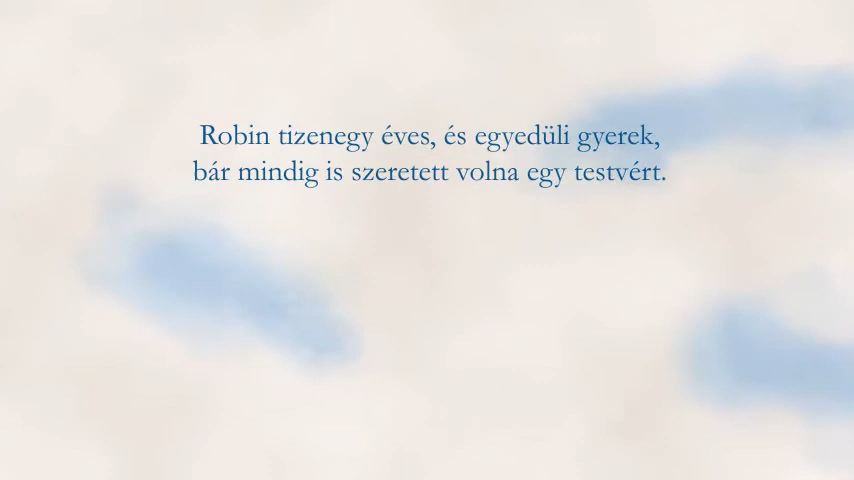 Robin tizenegy éves, és egyedüli gyerek,
bár mindig is szeretett volna egy testvért.